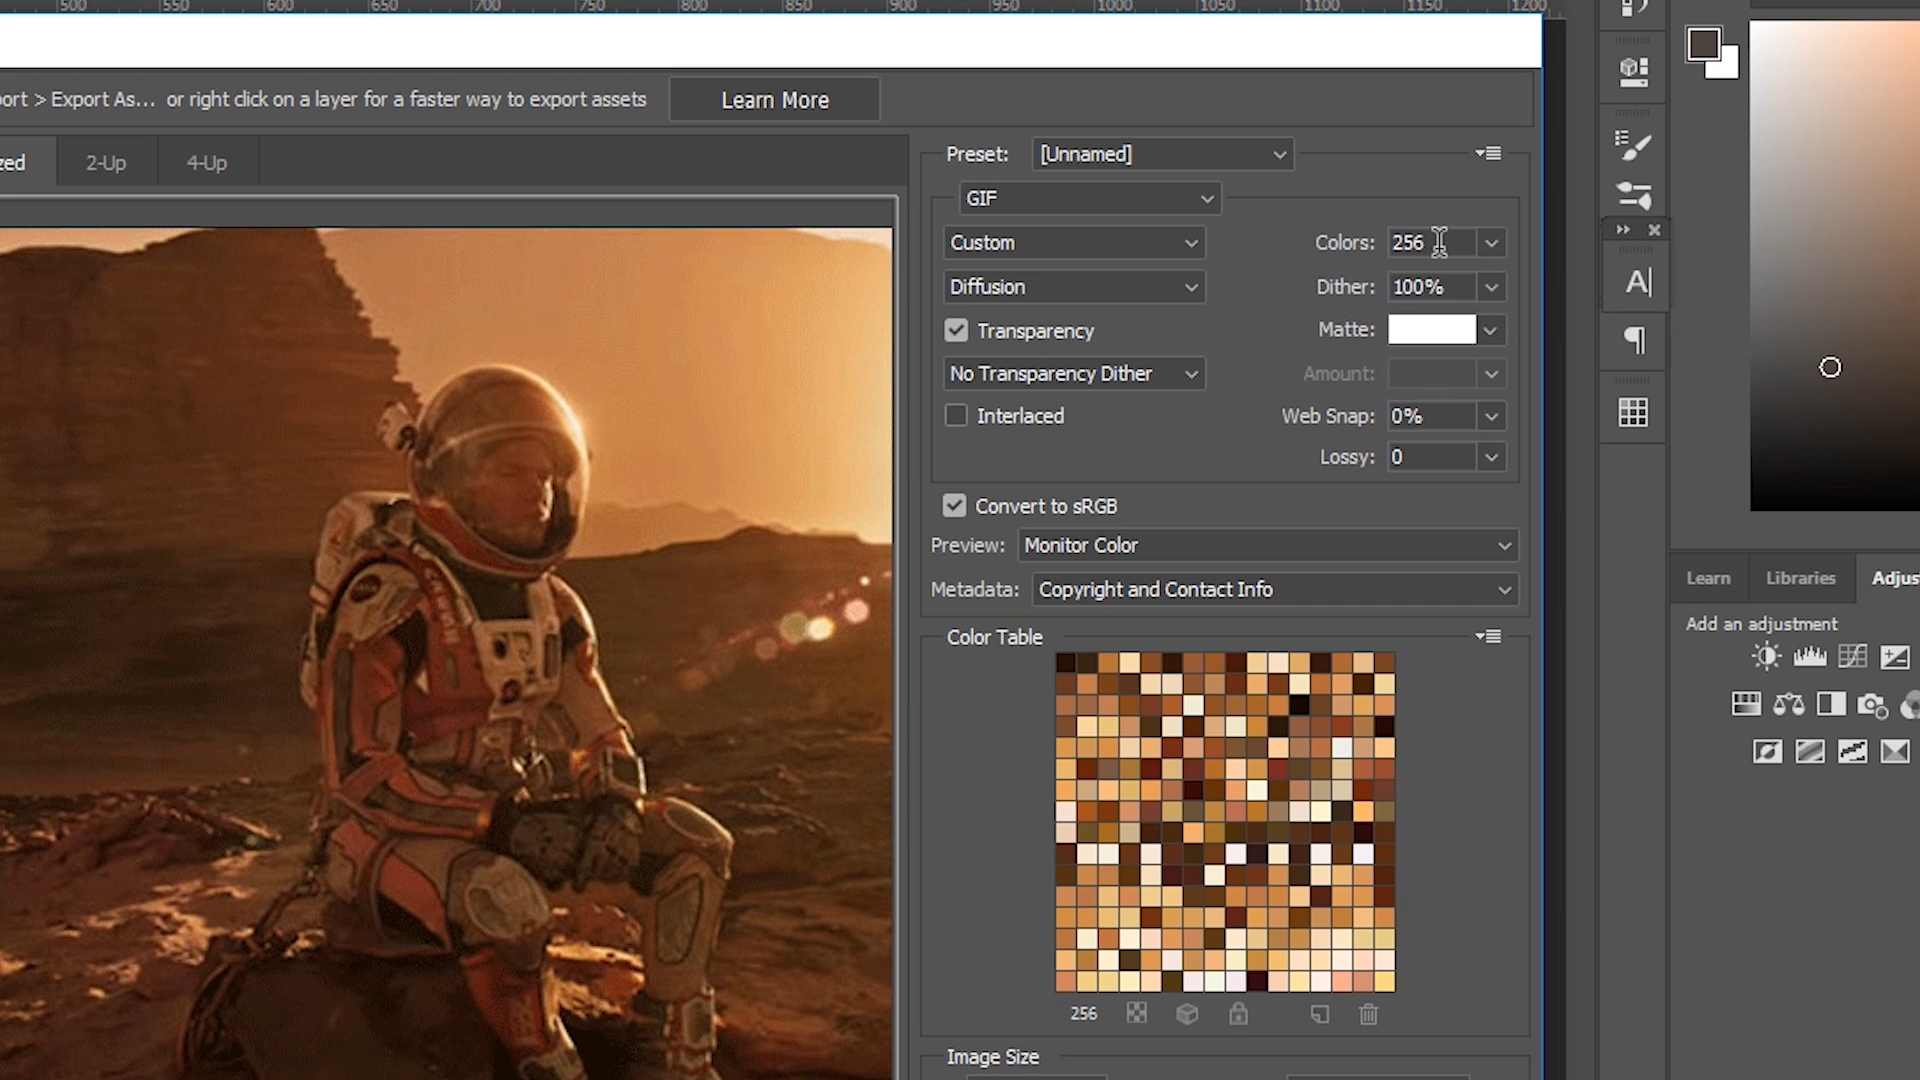 500 550 600 650 700 750 800 850 900 950 1000 1050 1100 1150 1200
ort > Export As... or right click on a layer for a faster way to export assets
Learn More
zed 2-Up 4-Up
Preset: [Unnamed]
GIF
Custom Colors: 256
Diffusion Dither: 100%
Transparency Matte:
No Transparency Dither Amount:
Interlaced Web Snap: 0%
Lossy: 0
Convert to sRGB
Preview: Monitor Color
Metadata: Copyright and Contact Info
Color Table
256
Image Size
A|
Learn Libraries Adjus
Add an adjustment